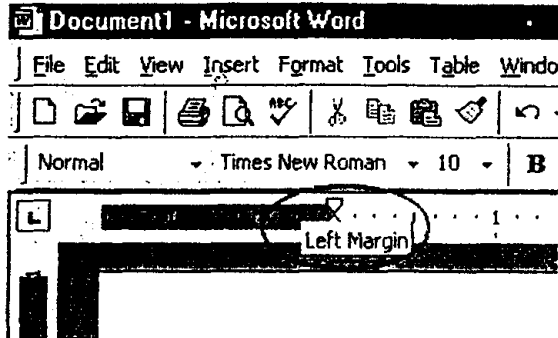 Document1 - Microsoft Word
File Edit View Insert Format Tools Table Windo
ABC
Normal Times New Roman 10 B
L 1
Left Margin